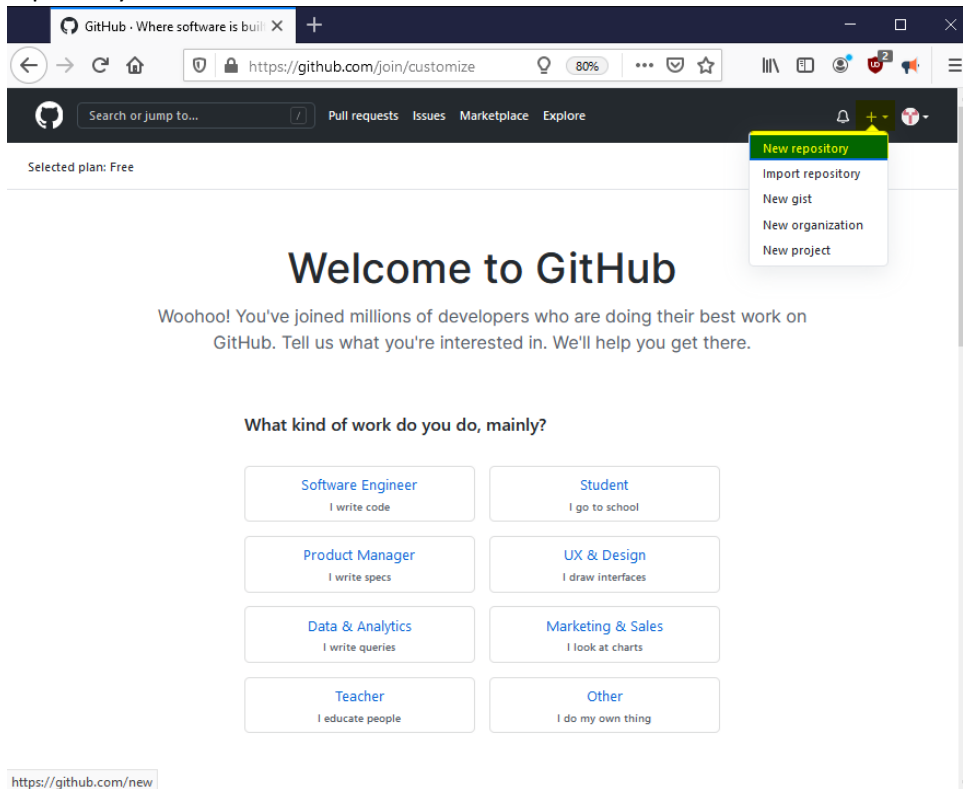 GitHub · Where software is buil
https://github.com/join/customize
80%
2
Search or jump to...
/
Pull requests Issues Marketplace Explore
New repository
Import repository
New gist
New organization
New project
Selected plan: Free
Welcome to GitHub
Woohoo! You've joined millions of developers who are doing their best work on
GitHub. Tell us what you're interested in. We'll help you get there.
What kind of work do you do, mainly?
Software Engineer
I write code
Student
I go to school
Product Manager
I write specs
UX & Design
I draw interfaces
Data & Analytics
I write queries
Marketing & Sales
I look at charts
Teacher
I educate people
Other
I do my own thing
https://github.com/new